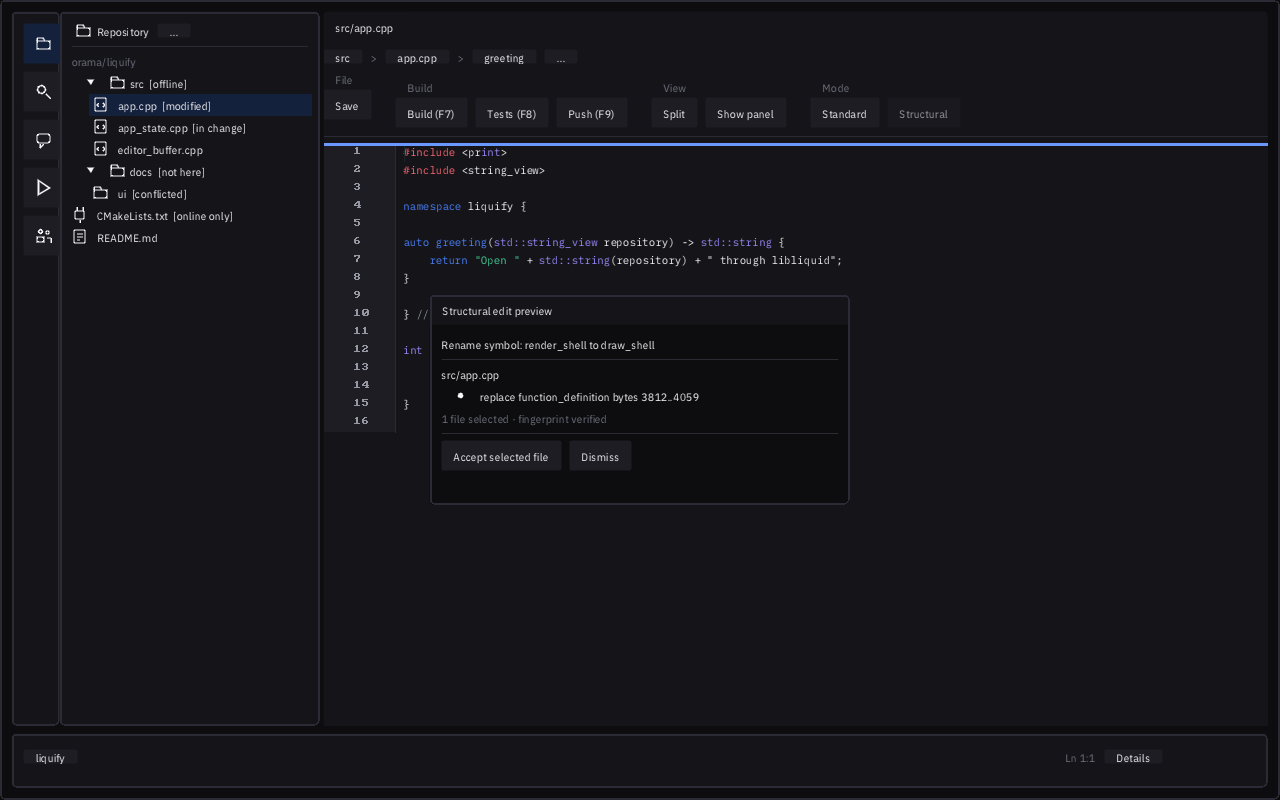 Repository ...
orama/liquify
src [offline]
app.cpp [modified]
app_state.cpp [in change]
editor_buffer.cpp
docs [not here]
ui [conflicted]
CMakeLists.txt [online only]
README.md
src/app.cpp
src > app.cpp > greeting ...
File Build View Mode
Save Build (F7) Tests (F8) Push (F9) Split Show panel Standard Structural
1 #include <print>
2 #include <string_view>
3
4 namespace liquify {
5
6 auto greeting(std::string_view repository) -> std::string {
7     return "Open " + std::string(repository) + " through libliquid";
8 }
9
10 } //
11
12 int
13
14
15 }
16
Structural edit preview
Rename symbol: render_shell to draw_shell
src/app.cpp
replace function_definition bytes 3812..4059
1 file selected · fingerprint verified
Accept selected file Dismiss
liquify Ln 1:1 Details